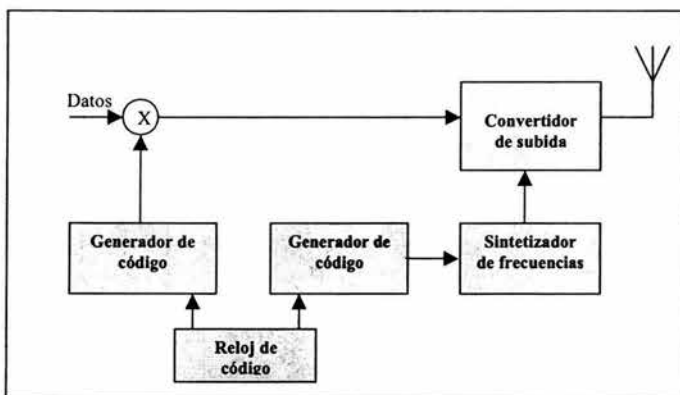 Datos
X
Convertidor
de subida
Generador de
código
Generador de
código
Sintetizador
de frecuencias
Reloj de
código